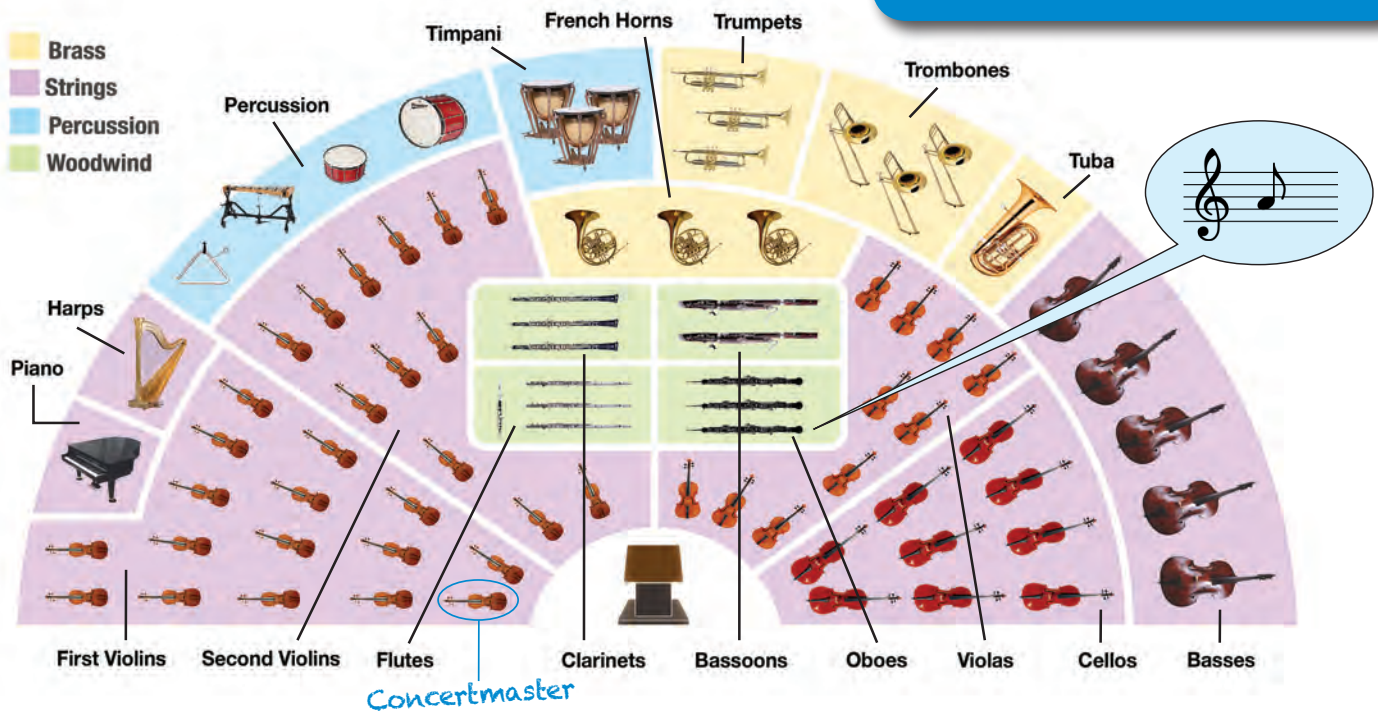 Brass
Strings
Percussion
Woodwind
Timpani
French Horns
Trumpets
Percussion
Trombones
Tuba
Harps
Piano
First Violins
Second Violins
Flutes
Clarinets
Bassoons
Oboes
Violas
Cellos
Basses
Concertmaster